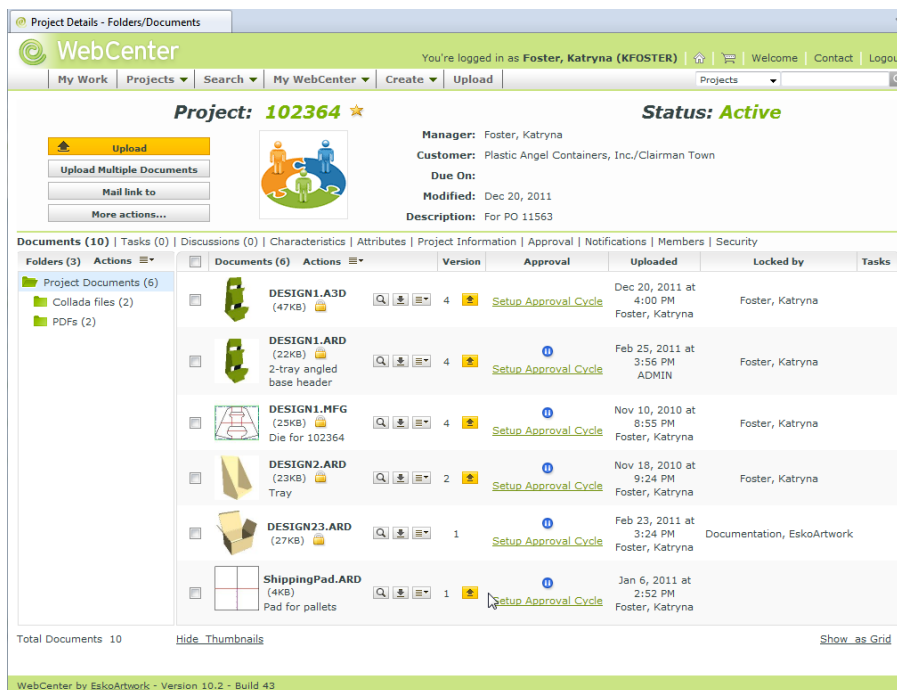 Project Details - Folders/Documents
WebCenter
You're logged in as Foster, Katryna (KFOSTER) | Welcome | Contact | Logou
My Work | Projects | Search | My WebCenter | Create | Upload
Projects
Project: 102364
Status: Active
Upload
Upload Multiple Documents
Mail link to
More actions...
Manager: Foster, Katryna
Customer: Plastic Angel Containers, Inc./Clairman Town
Due On:
Modified: Dec 20, 2011
Description: For PO 11563
Documents (10) | Tasks (0) | Discussions (0) | Characteristics | Attributes | Project Information | Approval | Notifications | Members | Security
Folders (3) Actions
Project Documents (6)
Collada files (2)
PDFs (2)
Documents (6) Actions Version Approval Uploaded Locked by Tasks
DESIGN1.A3D
(47KB)
4
Setup Approval Cycle
Dec 20, 2011 at
4:00 PM
Foster, Katryna
Foster, Katryna
DESIGN1.ARD
(22KB)
2-tray angled
base header
4
Setup Approval Cycle
Feb 25, 2011 at
3:56 PM
ADMIN
Foster, Katryna
DESIGN1.MFG
(25KB)
Die for 102364
4
Setup Approval Cycle
Nov 10, 2010 at
8:55 PM
Foster, Katryna
Foster, Katryna
DESIGN2.ARD
(23KB)
Tray
2
Setup Approval Cycle
Nov 18, 2010 at
9:24 PM
Foster, Katryna
Foster, Katryna
DESIGN23.ARD
(27KB)
1
Setup Approval Cycle
Feb 23, 2011 at
3:24 PM
Foster, Katryna
Documentation, EskoArtwork
ShippingPad.ARD
(4KB)
Pad for pallets
1
Setup Approval Cycle
Jan 6, 2011 at
2:52 PM
Foster, Katryna
Total Documents 10
Hide Thumbnails
Show as Grid
WebCenter by EskoArtwork - Version 10.2 - Build 43